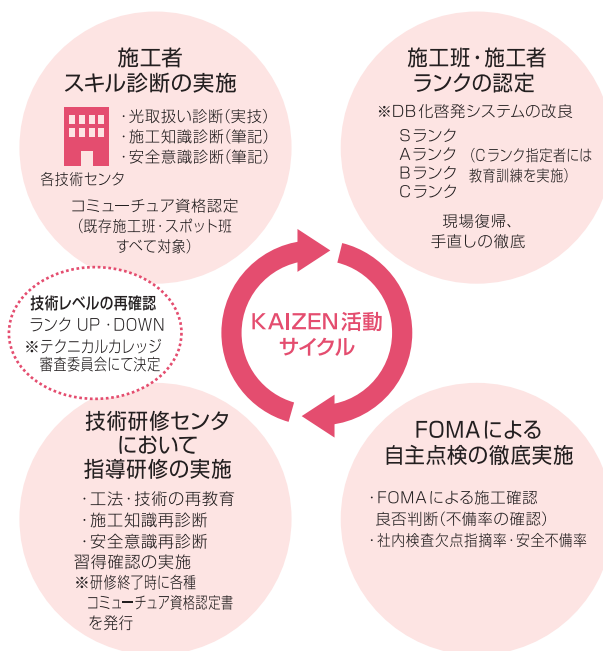 施工者
スキル診断の実施
・光取扱い診断(実技)
・施工知識診断(筆記)
・安全意識診断(筆記)
各技術センタ
コミューチュア資格認定
(既存施工班・スポット班
すべて対象)
施工班・施工者
ランクの認定
※DB化啓発システムの改良
Sランク
Aランク
Bランク
Cランク
(Cランク指定者には
教育訓練を実施)
現場復帰、
手直しの徹底
KAIZEN活動
サイクル
技術レベルの再確認
ランク UP・DOWN
※テクニカルカレッジ
審査委員会にて決定
技術研修センタ
において
指導研修の実施
・工法・技術の再教育
・施工知識再診断
・安全意識再診断
習得確認の実施
※研修終了時に各種
コミューチュア資格認定書
を発行
FOMAによる
自主点検の徹底実施
・FOMAによる施工確認
良否判断(不備率の確認)
・社内検査欠点指摘率・安全不備率